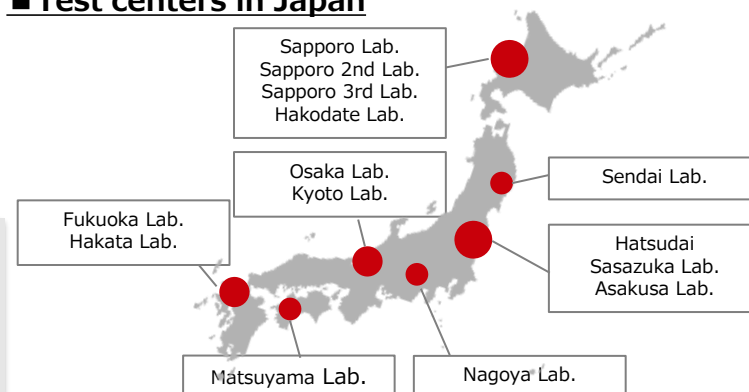 ■Test centers in Japan
Sapporo Lab.
Sapporo 2nd Lab.
Sapporo 3rd Lab.
Hakodate Lab.
Osaka Lab.
Kyoto Lab.
Sendai Lab.
Fukuoka Lab.
Hakata Lab.
Hatsudai
Sasazuka Lab.
Asakusa Lab.
Matsuyama Lab.
Nagoya Lab.